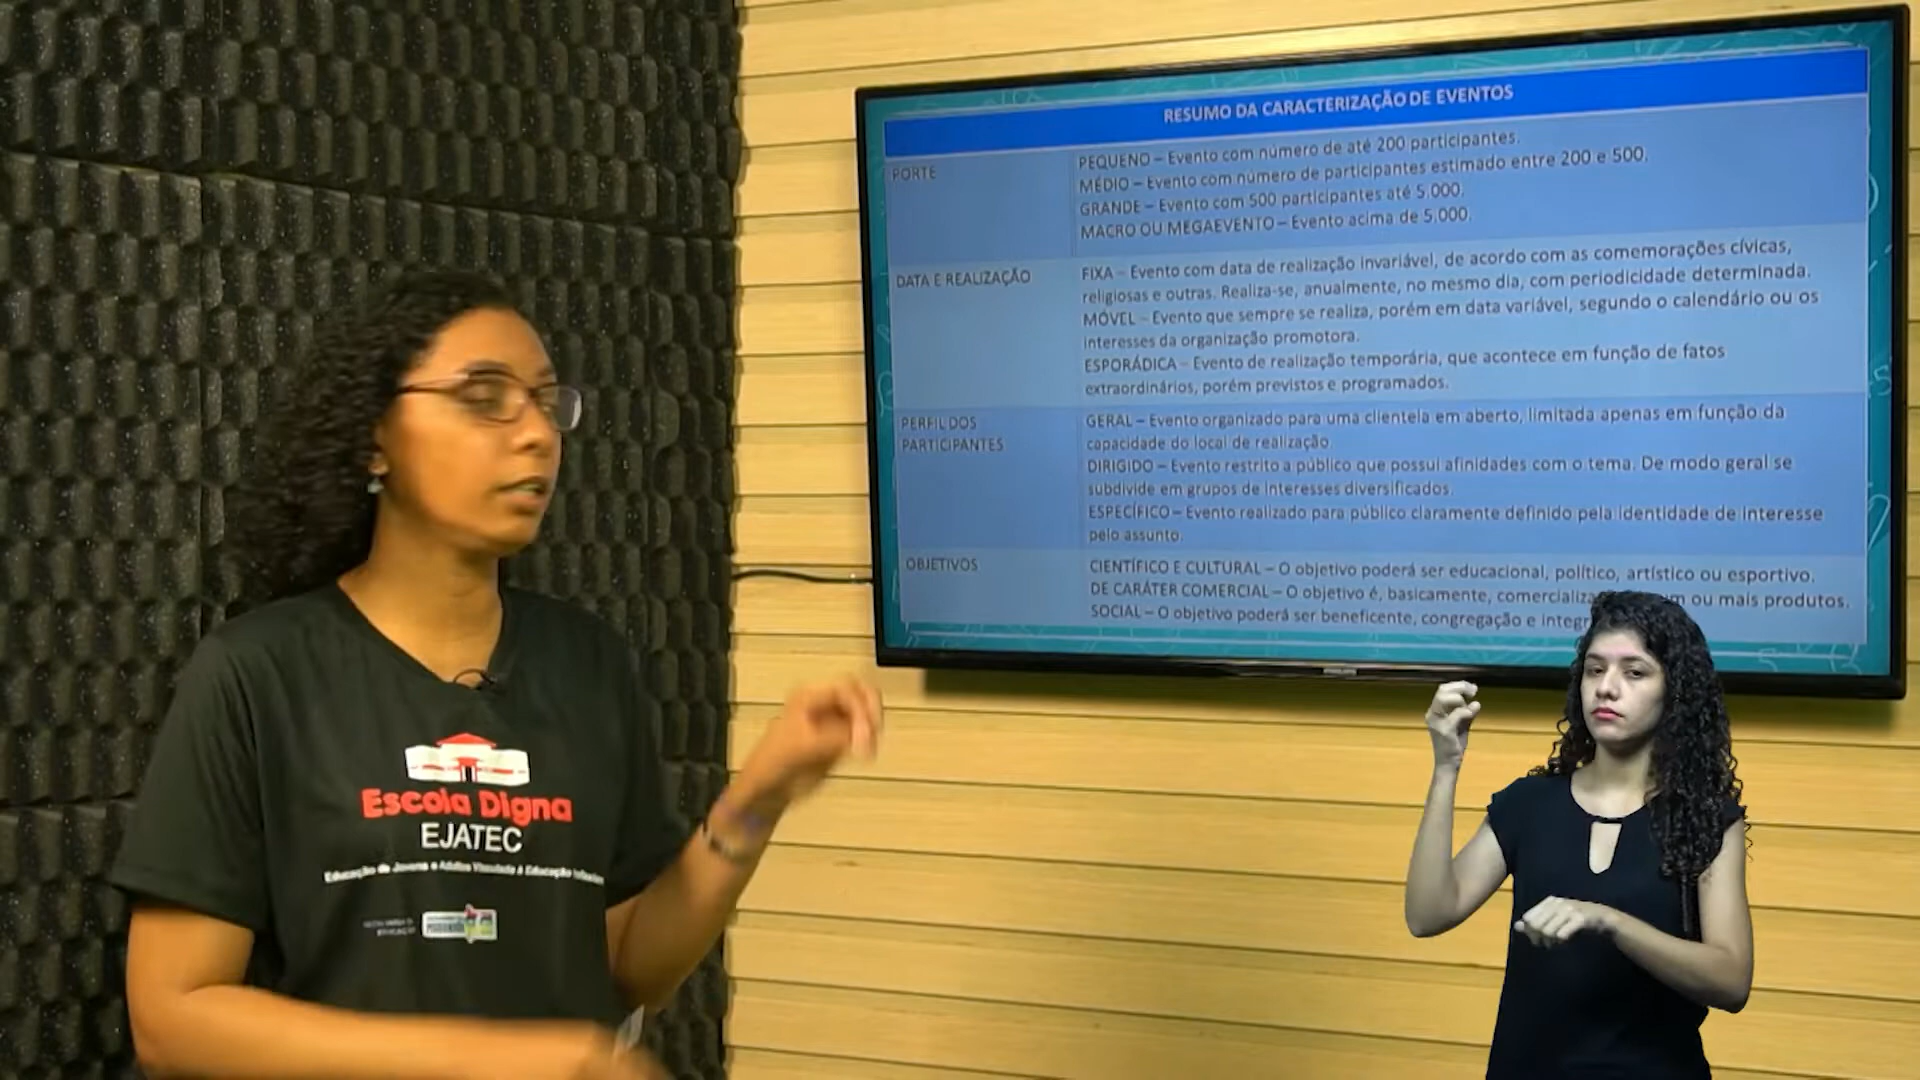 RESUMO DA CARACTERIZAÇÃO DE EVENTOS
PORTE
PEQUENO – Evento com número de até 200 participantes.
MÉDIO – Evento com número de participantes estimado entre 200 e 500.
GRANDE – Evento com 500 participantes até 5.000.
MACRO OU MEGAEVENTO – Evento acima de 5.000.
DATA E REALIZAÇÃO
FIXA – Evento com data de realização invariável, de acordo com as comemorações cívicas,
religiosas e outras. Realiza-se, anualmente, no mesmo dia, com periodicidade determinada.
MÓVEL – Evento que sempre se realiza, porém em data variável, segundo o calendário ou os
interesses da organização promotora.
ESPORÁDICA – Evento de realização temporária, que acontece em função de fatos
extraordinários, porém previstos e programados.
PERFIL DOS
PARTICIPANTES
GERAL – Evento organizado para uma clientela em aberto, limitada apenas em função da
capacidade do local de realização.
DIRIGIDO – Evento restrito a público que possui afinidades com o tema. De modo geral se
subdivide em grupos de interesses diversificados.
ESPECÍFICO – Evento realizado para público claramente definido pela identidade de interesse
pelo assunto.
OBJETIVOS
CIENTÍFICO E CULTURAL – O objetivo poderá ser educacional, político, artístico ou esportivo.
DE CARÁTER COMERCIAL – O objetivo é, basicamente, ou mais produtos.
SOCIAL – O objetivo poderá ser beneficente, congregação e
Escola Digna
EJATEC
Educação de Jovens e Adultos Vinculada à Educação